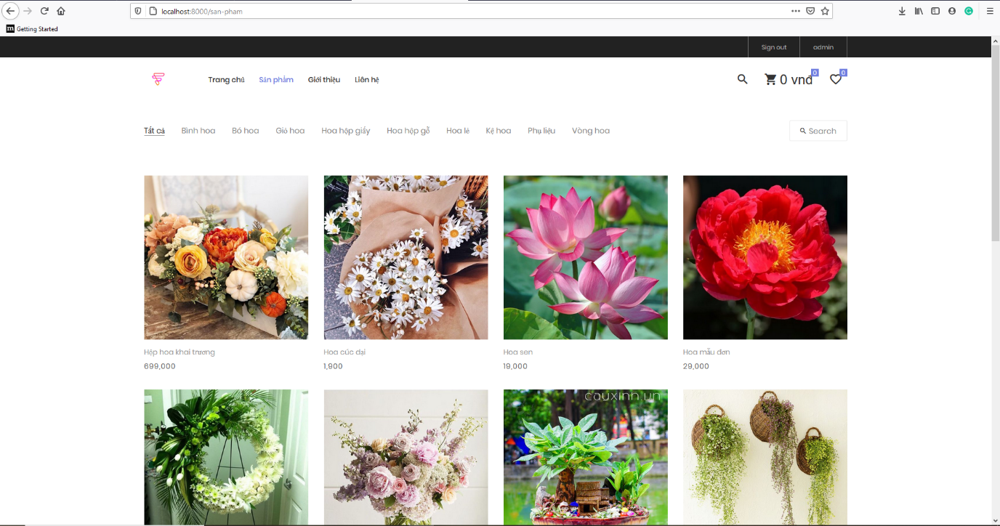 localhost:8000/san-pham
Getting Started
Sign out admin
Trang chủ Sản phẩm Giới thiệu Liên hệ 0 vnđ 0 0
Tất cả Bình hoa Bó hoa Giỏ hoa Hoa hộp giấy Hoa hộp gỗ Hoa lẻ Kệ hoa Phụ liệu Vòng hoa Search
Hộp hoa khai trương Hoa cúc dại Hoa sen Hoa mẫu đơn
699,000 1,900 19,000 29,000
cauxinh.vn